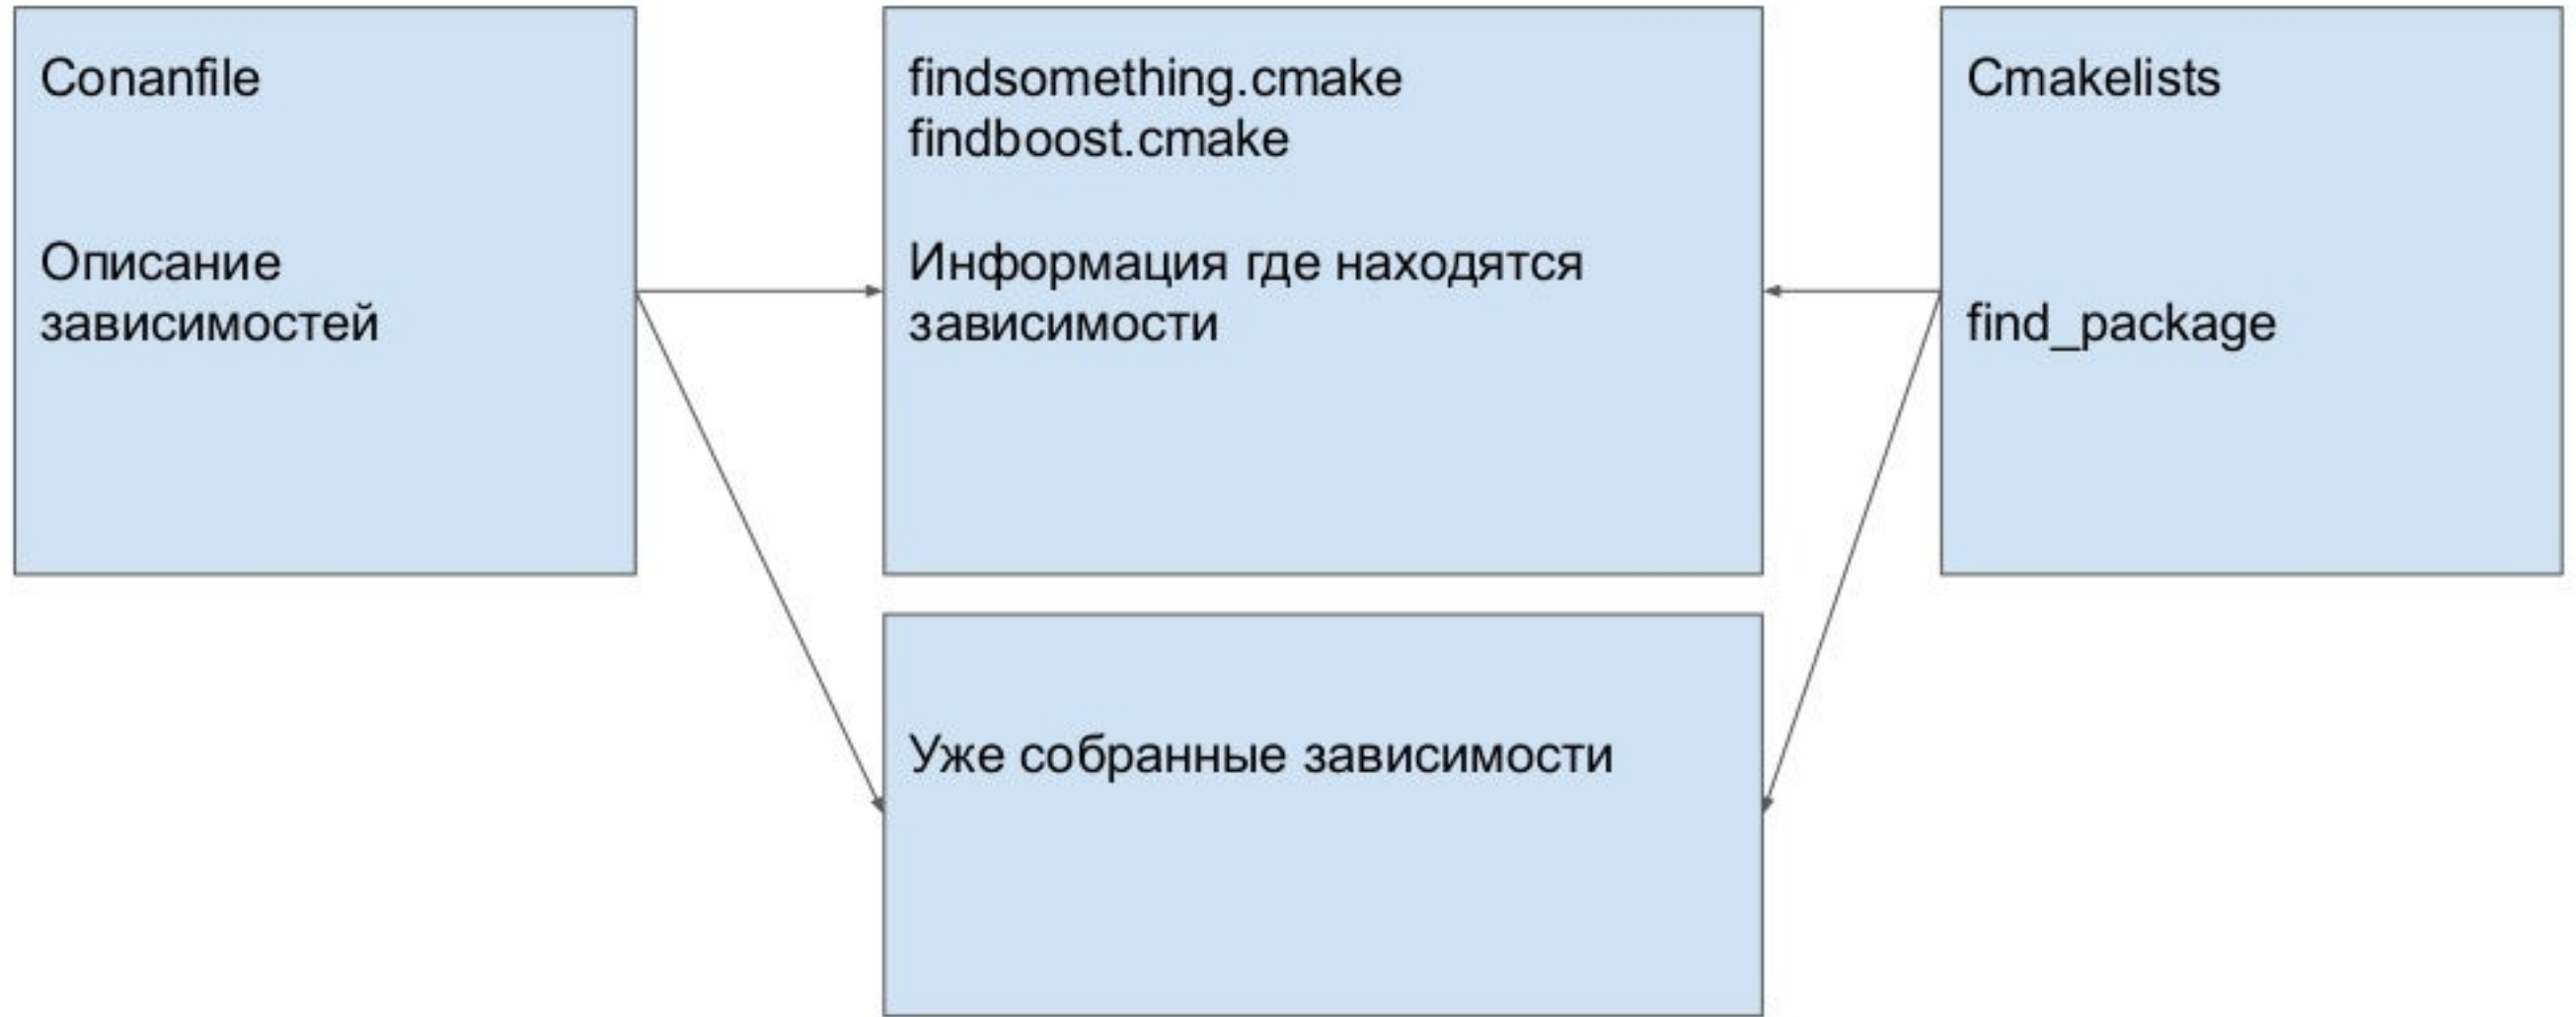 Conanfile
Описание
зависимостей
findsomething.cmake
findboost.cmake
Информация где находятся
зависимости
Cmakelists
find_package
Уже собранные зависимости